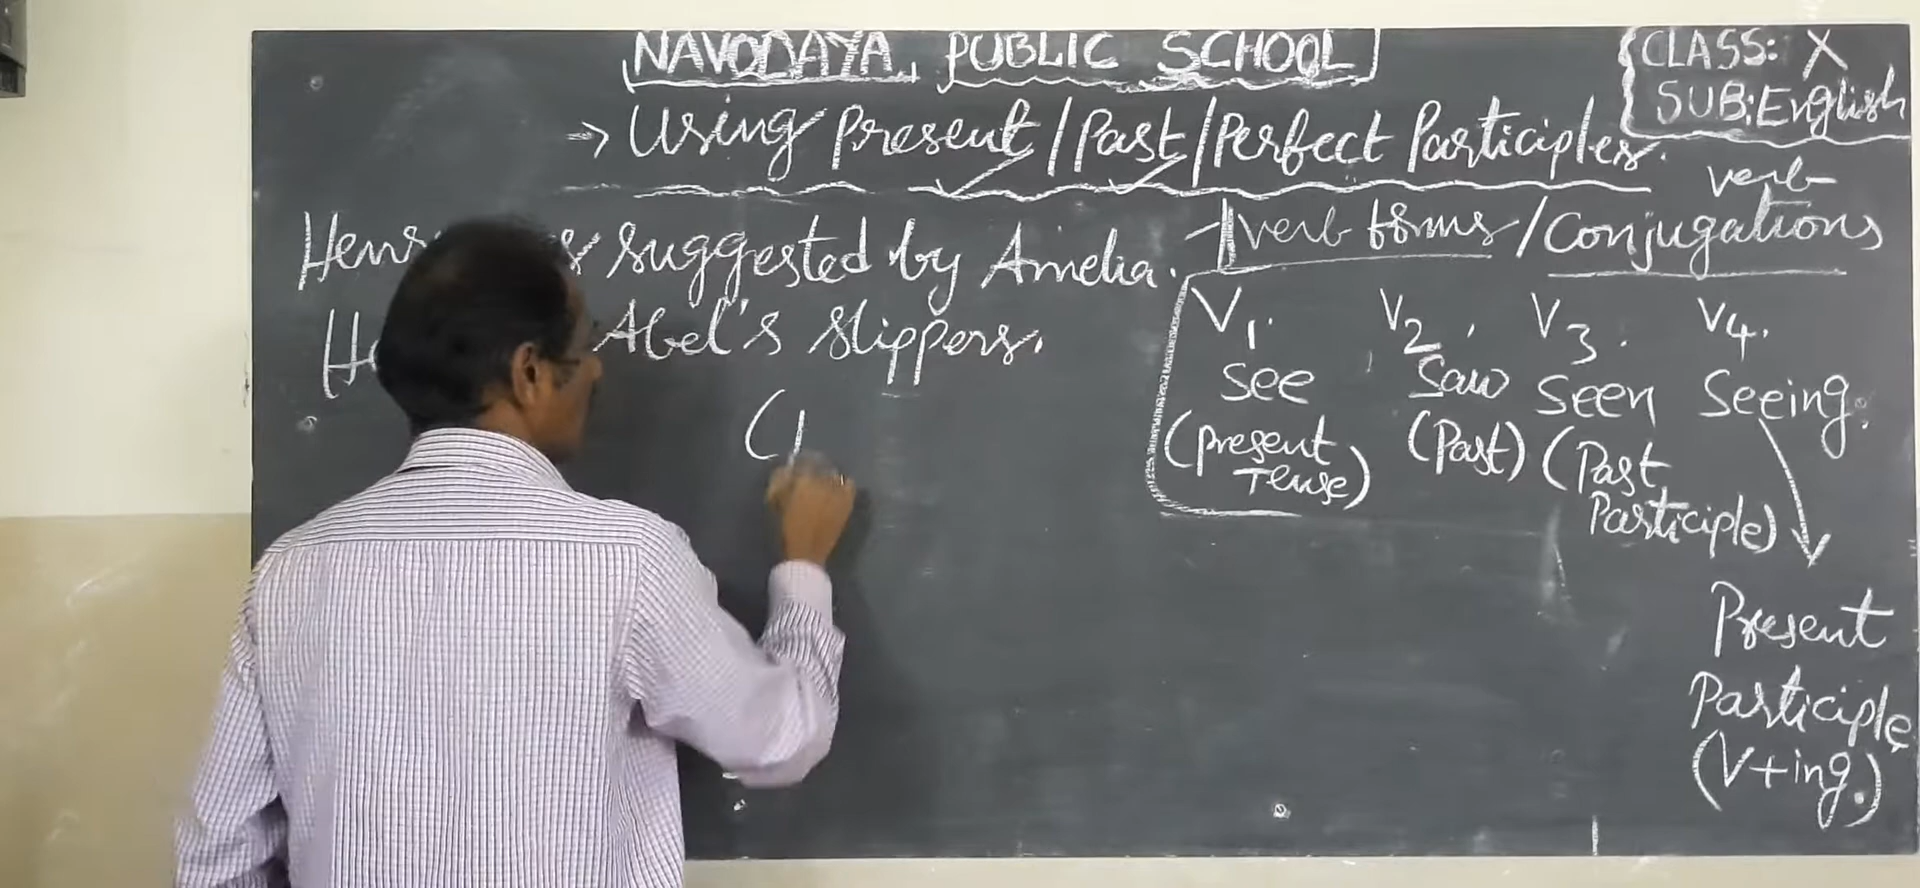 NAVODAYA PUBLIC SCHOOL
CLASS: X
SUB: English
→ Using Present / Past / Perfect Participles.
suggested by Amelia.
Abel's slippers.
verb
verb forms / Conjugations
V1. V2. V3. V4.
see saw seen seeing.
(Present Tense) (Past) (Past Participle)
Present
Participle
(V+ing.)